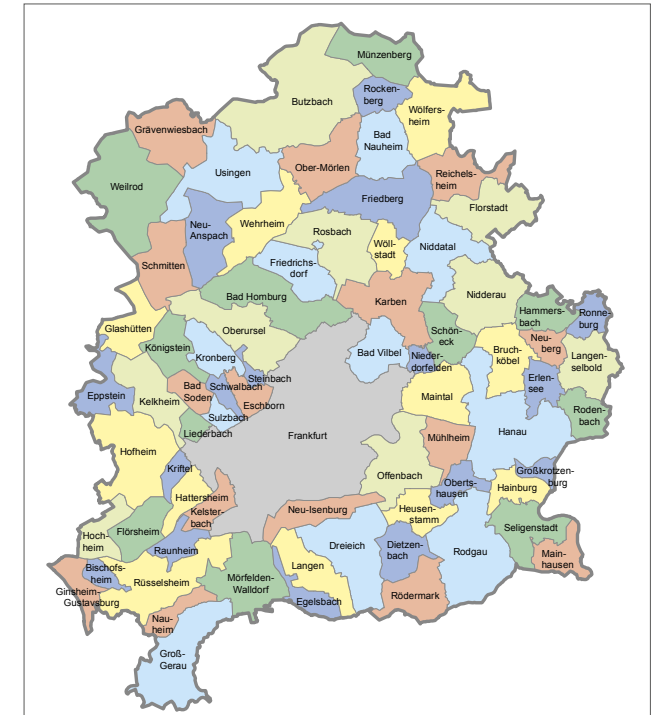 Münzenberg
Rocken-
berg
Butzbach
Wölfers-
heim
Grävenwiesbach
Bad
Nauheim
Ober-Mörlen
Usingen
Reichels-
heim
Weilrod
Friedberg
Florstadt
Neu-
Anspach
Wehrheim
Rosbach
Wöll-
stadt
Niddatal
Schmitten
Friedrichs-
dorf
Bad Homburg
Karben
Nidderau
Hammers-
bach
Ronne-
burg
Glashütten
Oberursel
Schön-
eck
Neu-
berg
Königstein
Kronberg
Bad Vilbel
Nieder-
dorfelden
Bruch-
köbel
Langen-
selbold
Steinbach
Erlen-
see
Eppstein
Kelkheim
Bad
Soden
Schwalbach
Eschborn
Maintal
Sulzbach
Roden-
bach
Liederbach
Frankfurt
Mühlheim
Hanau
Hofheim
Kriftel
Offenbach
Großkrotzen-
burg
Oberts-
hausen
Hainburg
Hattersheim
Kelster-
bach
Neu-Isenburg
Heusen-
stamm
Seligenstadt
Hoch-
heim
Flörsheim
Raunheim
Dreieich
Dietzen-
bach
Rodgau
Main-
hausen
Bischofs-
heim
Rüsselsheim
Mörfelden-
Walldorf
Langen
Ginsheim-
Gustavsburg
Egelsbach
Rödermark
Nau-
heim
Groß-
Gerau